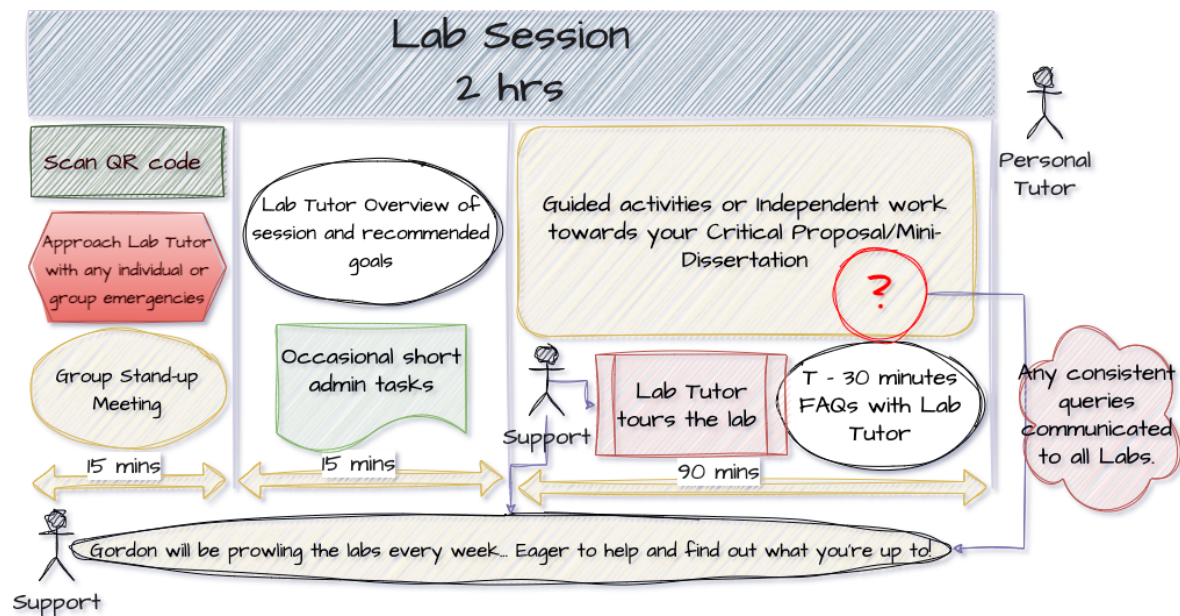 Lab Session
2 hrs
Scan QR code
Approach Lab Tutor
with any individual or
group emergencies
Group Stand-up
Meeting
15 mins
Lab Tutor Overview of
session and recommended
goals
Occasional short
admin tasks
15 mins
Guided activities or Independent work
towards your Critical Proposal/Mini-
Dissertation
?
Support
Lab Tutor
tours the lab
T - 30 minutes
FAQs with Lab
Tutor
90 mins
Personal
Tutor
Any consistent
queries
communicated
to all Labs.
Gordon will be prowling the labs every week... Eager to help and find out what you're up to!
Support